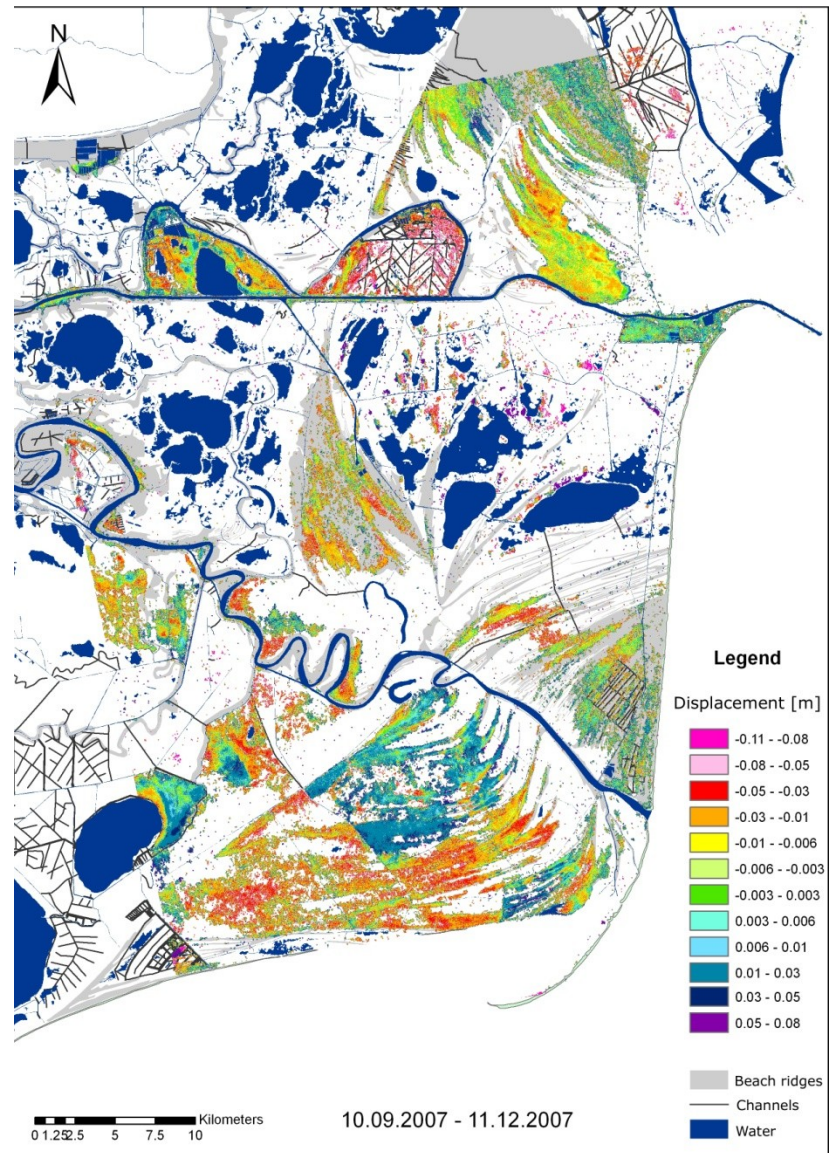 N
Legend
Displacement [m]
-0.11 - -0.08
-0.08 - -0.05
-0.05 - -0.03
-0.03 - -0.01
-0.01 - -0.006
-0.006 - -0.003
-0.003 - 0.003
0.003 - 0.006
0.006 - 0.01
0.01 - 0.03
0.03 - 0.05
0.05 - 0.08
Beach ridges
Channels
Water
Kilometers
0 1.252.5 5 7.5 10
10.09.2007 - 11.12.2007